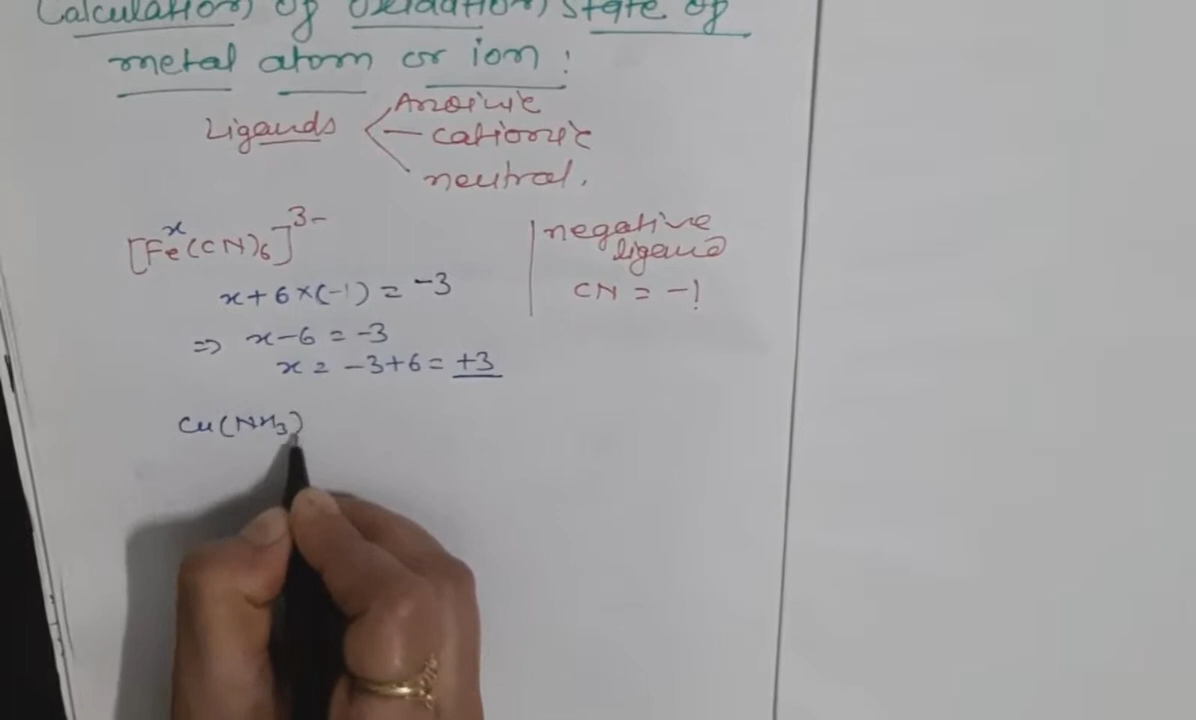 Calculation of Oxidation state of
metal atom or ion :
Ligands
Anoinic
cationic
neutral.
x
[Fe(CN)6]3-
x+6×(-1) = -3
=> x-6 = -3
x = -3+6 = +3
negative
ligand
CN = -1
Cu(NH3)